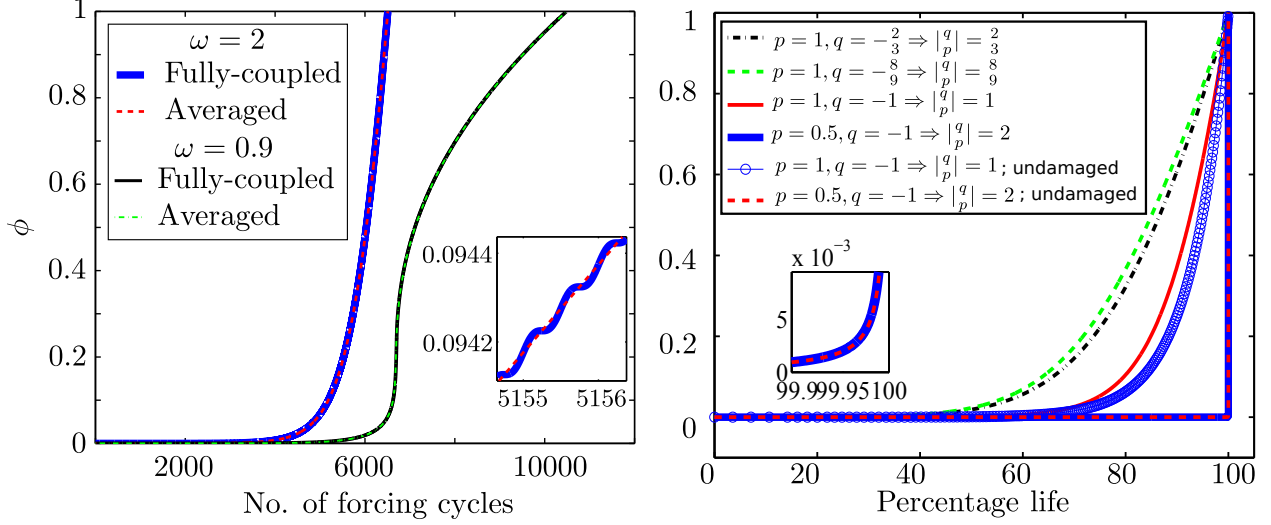 1
0.8
0.6
0.4
0.2
0
ϕ
ω = 2
Fully-coupled
Averaged
ω = 0.9
Fully-coupled
Averaged
0.0944
0.0942
5155 5156
2000 6000 10000
No. of forcing cycles
1
0.8
0.6
0.4
0.2
0
p = 1, q = −2/3 ⇒ |q/p| = 2/3
p = 1, q = −8/9 ⇒ |q/p| = 8/9
p = 1, q = −1 ⇒ |q/p| = 1
p = 0.5, q = −1 ⇒ |q/p| = 2
p = 1, q = −1 ⇒ |q/p| = 1 ; undamaged
p = 0.5, q = −1 ⇒ |q/p| = 2 ; undamaged
x 10⁻³
5
0
99.9 99.95 100
0 20 40 60 80 100
Percentage life